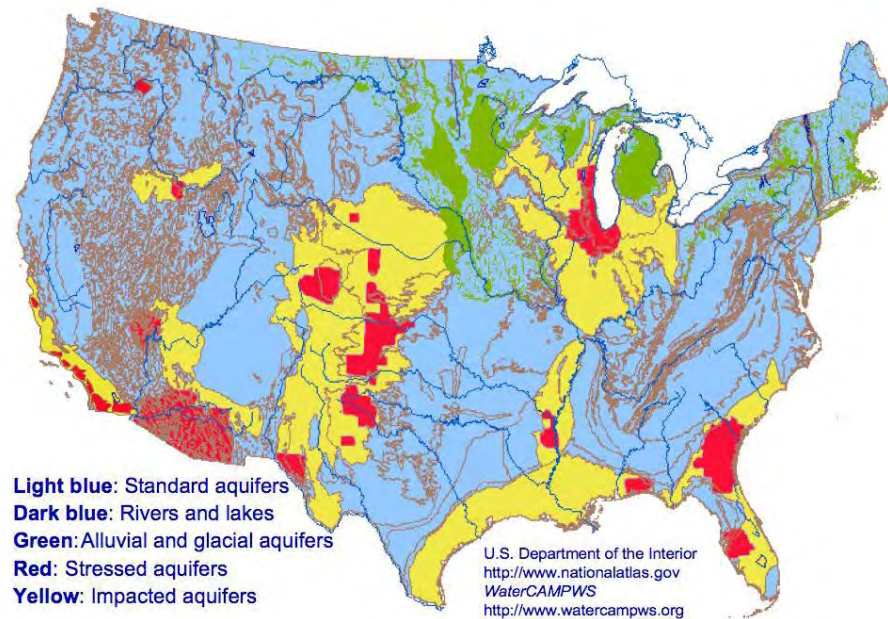 Light blue: Standard aquifers
Dark blue: Rivers and lakes
Green: Alluvial and glacial aquifers
Red: Stressed aquifers
Yellow: Impacted aquifers
U.S. Department of the Interior
http://www.nationalatlas.gov
WaterCAMPWS
http://www.watercampws.org